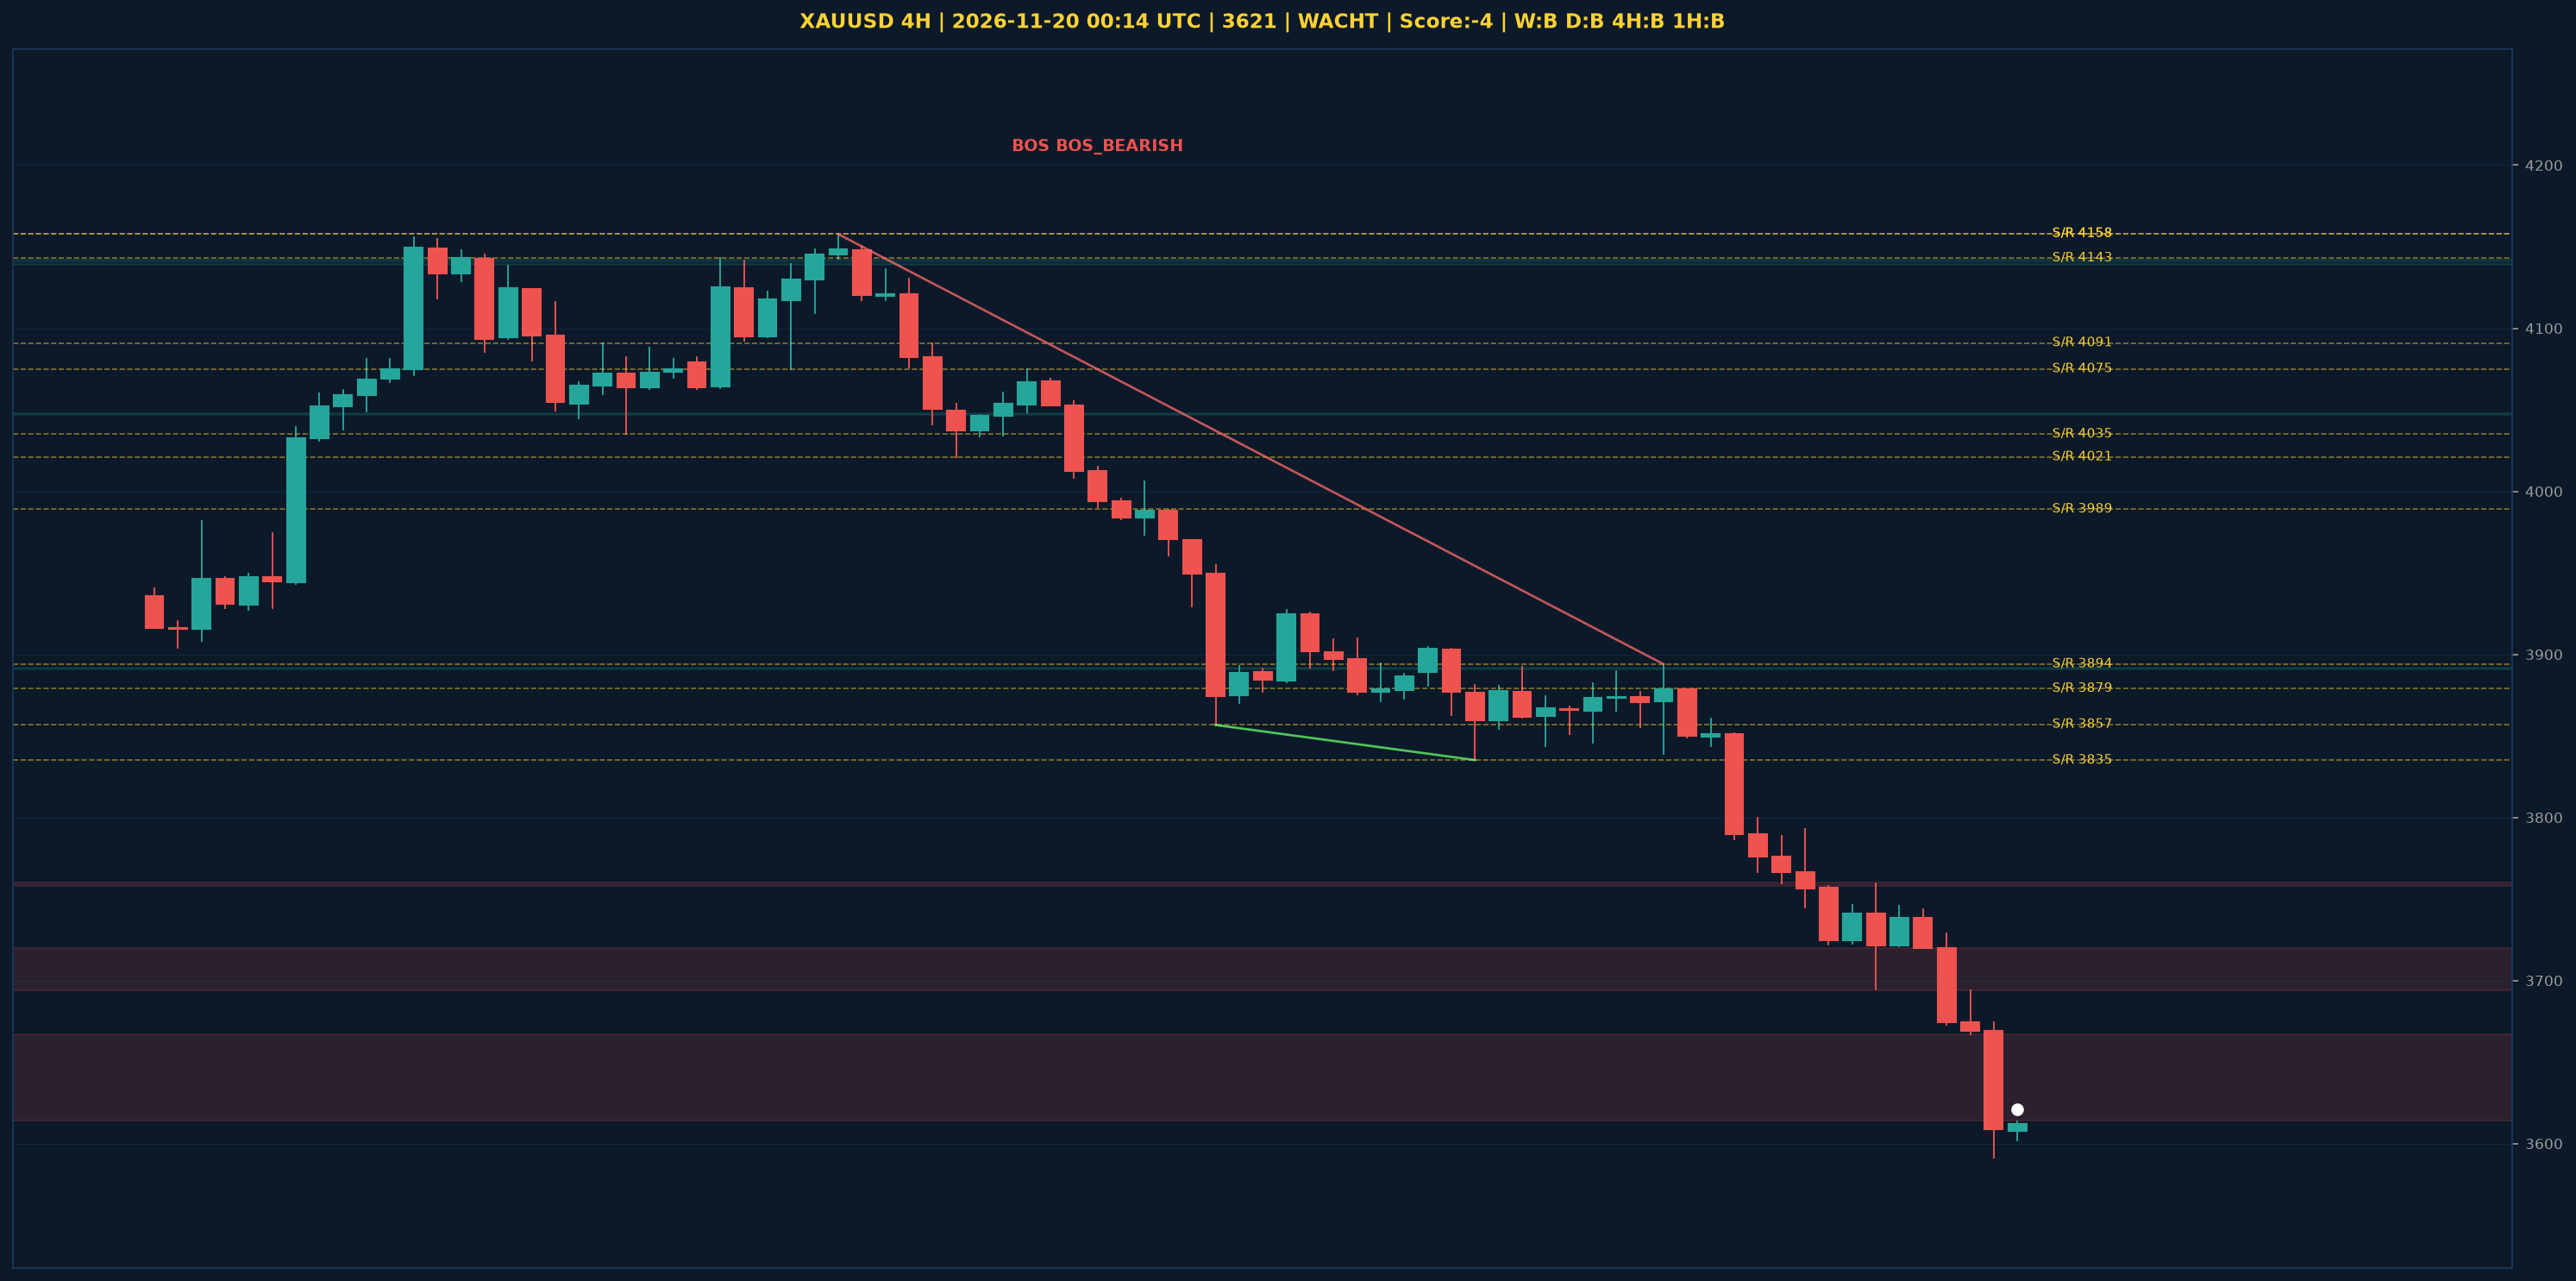 XAUUSD 4H | 2026-11-20 00:14 UTC | 3621 | WACHT | Score:-4 | W:B D:B 4H:B 1H:B
BOS BOS_BEARISH
4200
S/R 4158
S/R 4143
4100
S/R 4091
S/R 4075
S/R 4035
S/R 4021
4000
S/R 3989
3900
S/R 3894
S/R 3879
S/R 3857
S/R 3835
3800
3700
3600